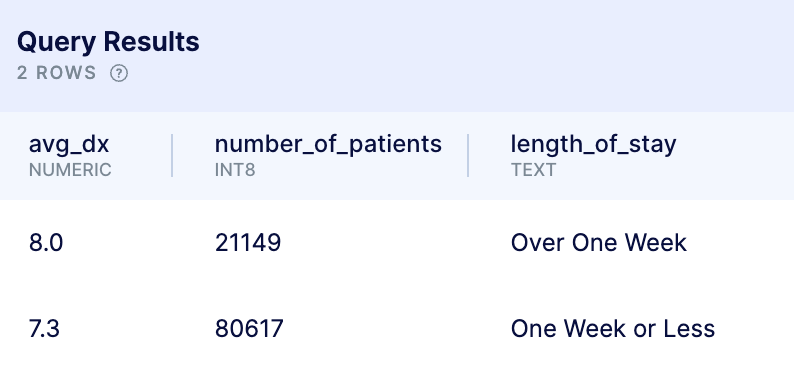 Query Results
2 ROWS ?
avg_dx number_of_patients length_of_stay
NUMERIC INT8 TEXT
8.0 21149 Over One Week
7.3 80617 One Week or Less